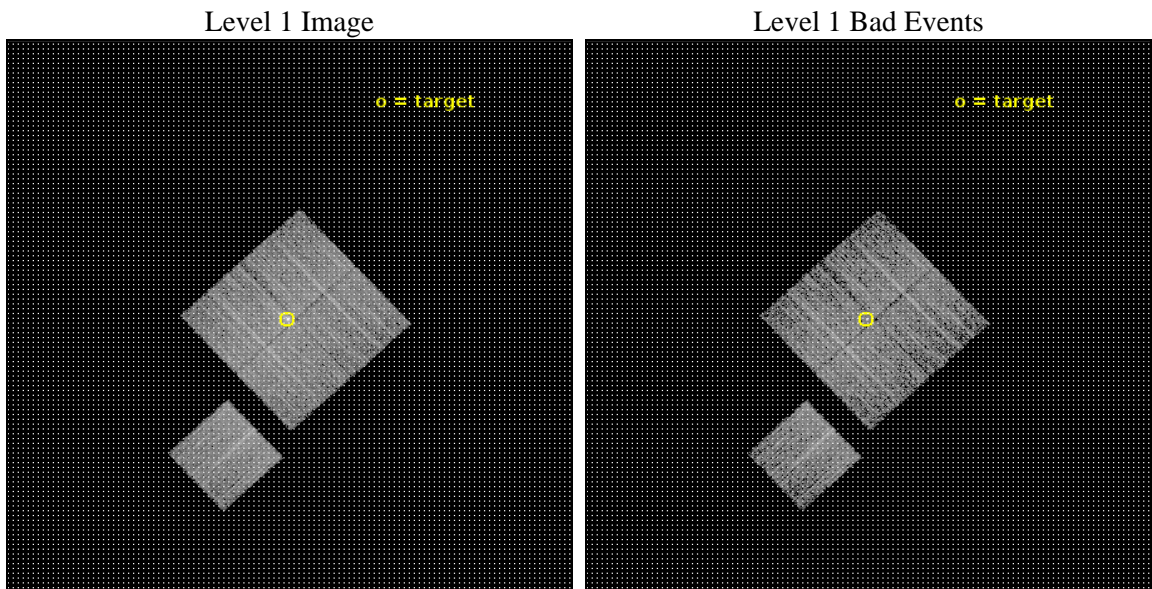 Level 1 Image
Level 1 Bad Events
o = target
o = target